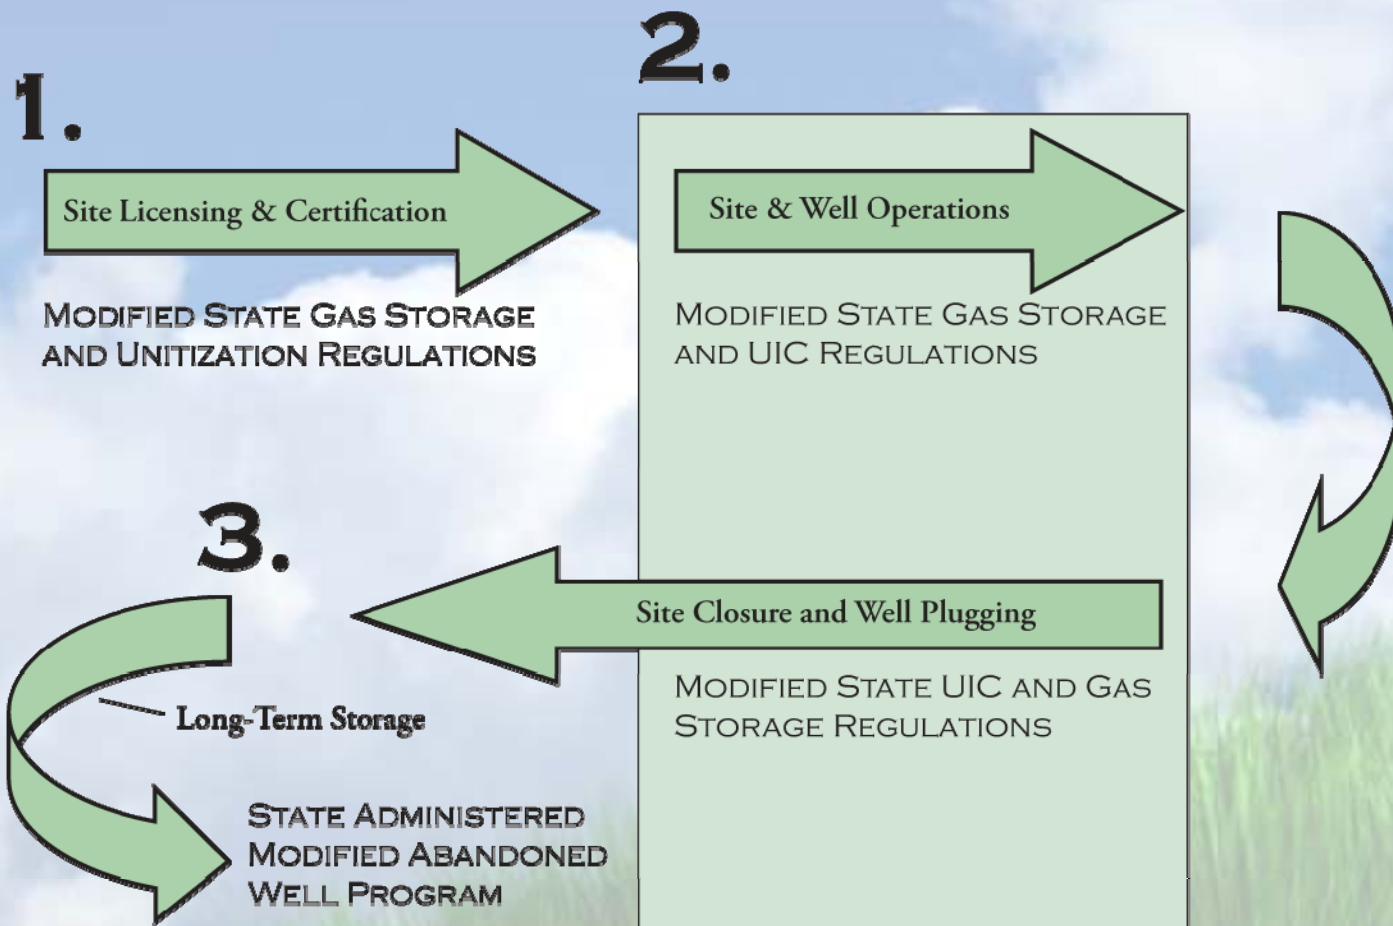 1.
Site Licensing & Certification
MODIFIED STATE GAS STORAGE
AND UNITIZATION REGULATIONS
2.
Site & Well Operations
MODIFIED STATE GAS STORAGE
AND UIC REGULATIONS
Site Closure and Well Plugging
MODIFIED STATE UIC AND GAS
STORAGE REGULATIONS
3.
Long-Term Storage
STATE ADMINISTERED
MODIFIED ABANDONED
WELL PROGRAM